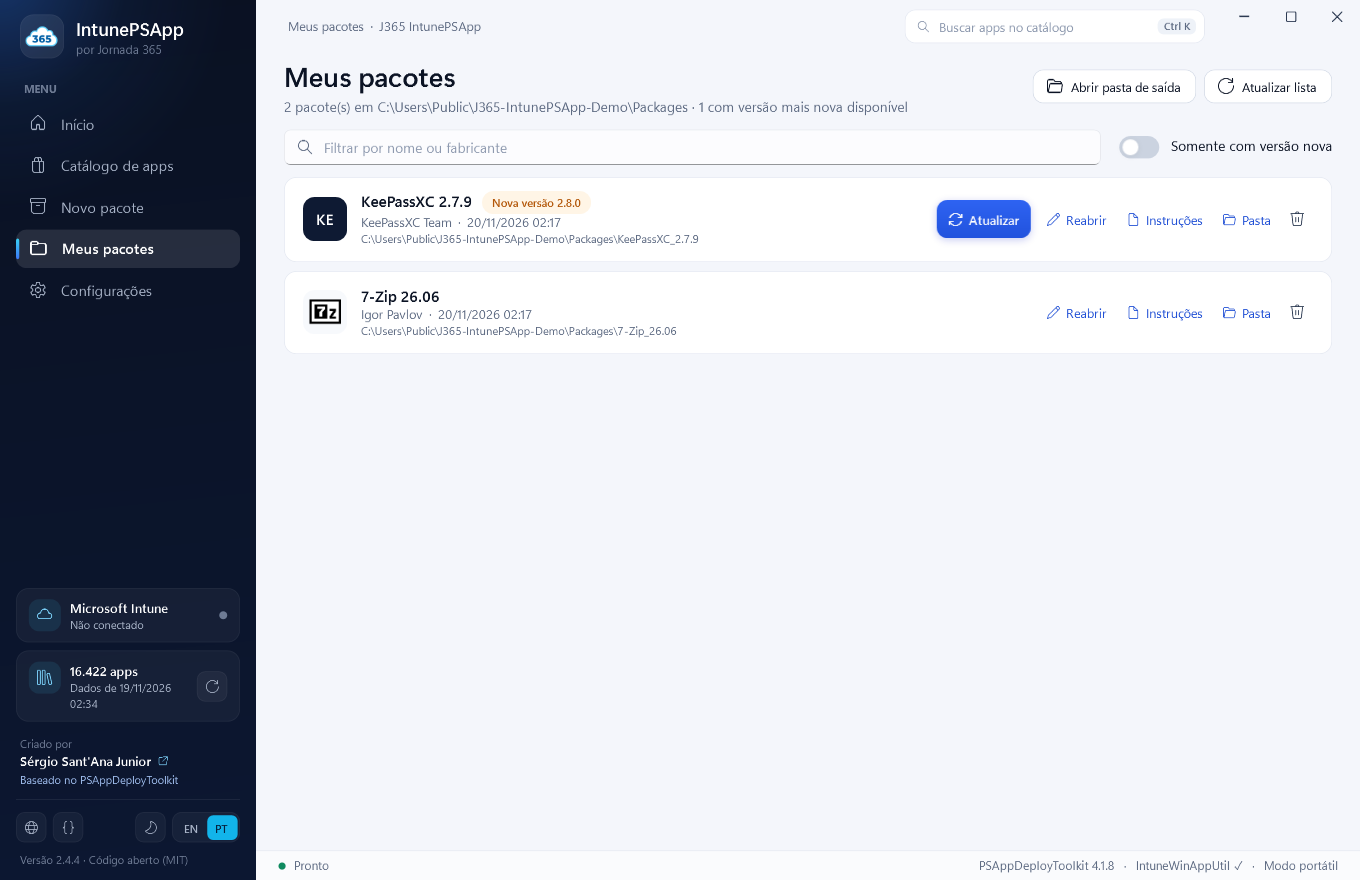 365
IntunePSApp
por Jornada 365
MENU
Início
Catálogo de apps
Novo pacote
Meus pacotes
Configurações
Microsoft Intune
Não conectado
16.422 apps
Dados de 19/11/2026
02:34
Criado por
Sérgio Sant'Ana Junior
Baseado no PSAppDeployToolkit
{}
EN
PT
Versão 2.4.4 · Código aberto (MIT)
Meus pacotes · J365 IntunePSApp
Buscar apps no catálogo
Ctrl K
Meus pacotes
2 pacote(s) em C:\Users\Public\J365-IntunePSApp-Demo\Packages · 1 com versão mais nova disponível
Abrir pasta de saída
Atualizar lista
Filtrar por nome ou fabricante
Somente com versão nova
KE
KeePassXC 2.7.9
Nova versão 2.8.0
KeePassXC Team · 20/11/2026 02:17
C:\Users\Public\J365-IntunePSApp-Demo\Packages\KeePassXC_2.7.9
Atualizar
Reabrir
Instruções
Pasta
7z
7-Zip 26.06
Igor Pavlov · 20/11/2026 02:17
C:\Users\Public\J365-IntunePSApp-Demo\Packages\7-Zip_26.06
Reabrir
Instruções
Pasta
Pronto
PSAppDeployToolkit 4.1.8 · IntuneWinAppUtil ✓ · Modo portátil